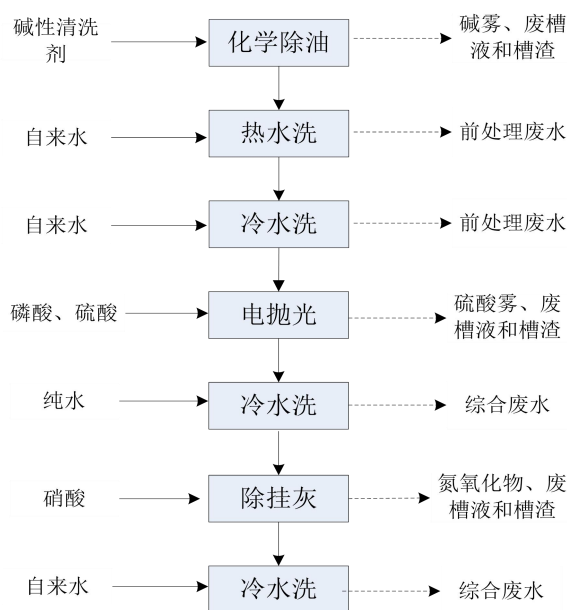 碱性清洗
剂
化学除油
碱雾、废槽
液和槽渣
自来水
热水洗
前处理废水
自来水
冷水洗
前处理废水
磷酸、硫酸
电抛光
硫酸雾、废
槽液和槽渣
纯水
冷水洗
综合废水
硝酸
除挂灰
氮氧化物、废
槽液和槽渣
自来水
冷水洗
综合废水